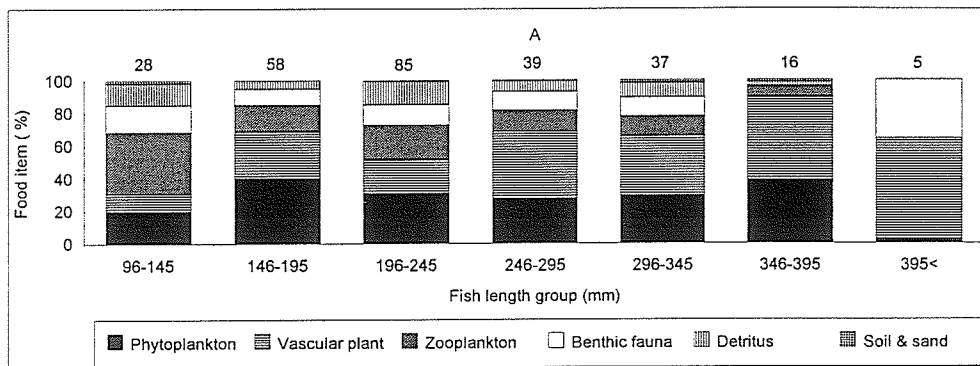 A
28 58 85 39 37 16 5
100
80
60
40
20
0
Food item ( %)
96-145 146-195 196-245 246-295 296-345 346-395 395<
Fish length group (mm)
Phytoplankton Vascular plant Zooplankton Benthic fauna Detritus Soil & sand